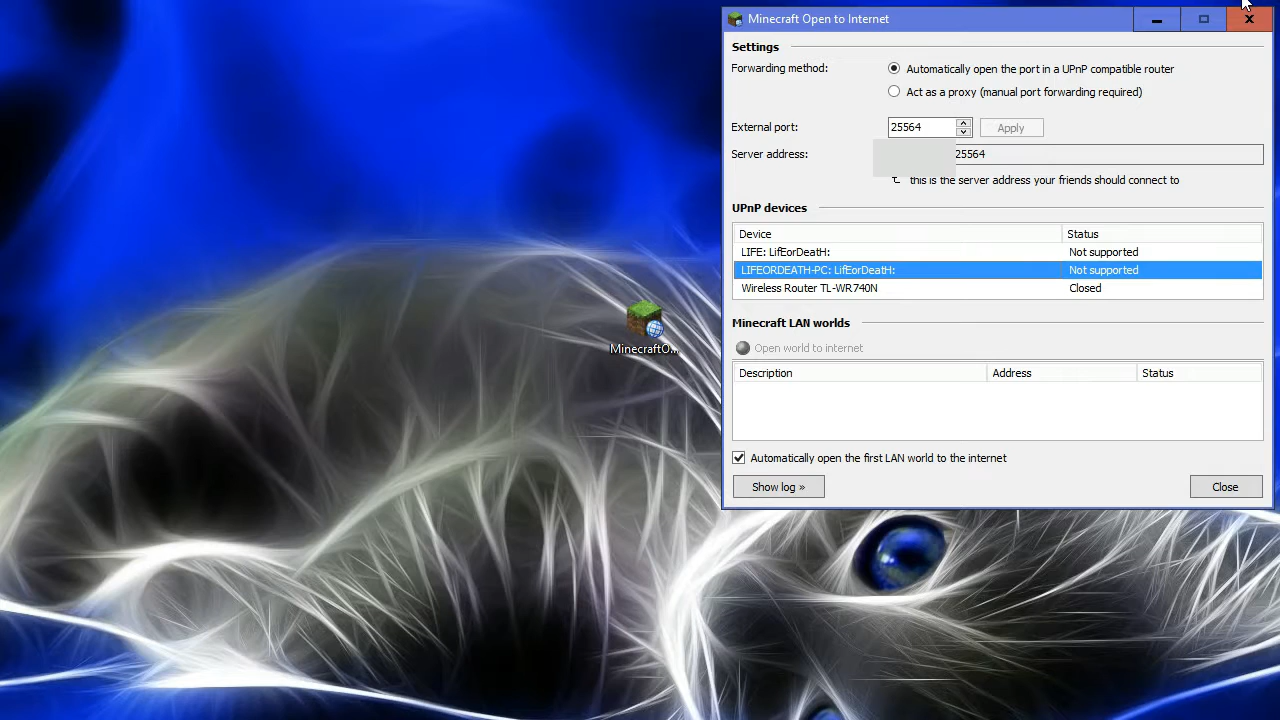 Minecraft Open to Internet
Settings
Forwarding method:
Automatically open the port in a UPnP compatible router
Act as a proxy (manual port forwarding required)
External port:
25564
Apply
Server address:
25564
this is the server address your friends should connect to
UPnP devices
Device Status
LIFE: LifEorDeatH: Not supported
LIFEORDEATH-PC: LifEorDeatH: Not supported
Wireless Router TL-WR740N Closed
Minecraft LAN worlds
Open world to internet
Description Address Status
Automatically open the first LAN world to the internet
Show log »
Close
MinecraftO...